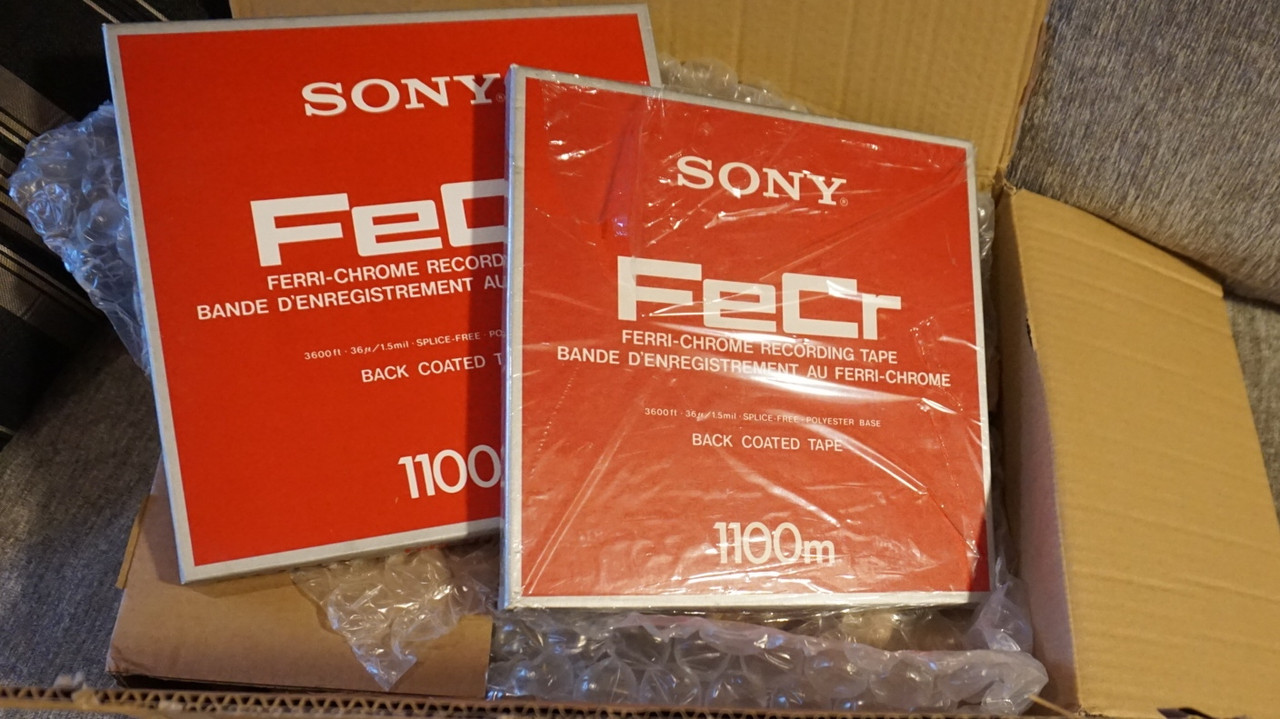 SONY
FeC
FERRI-CHROME RECORD
BANDE D'ENREGISTREMENT AU
3600 ft · 36μ/1.5mil · SPLICE-FREE · PO
BACK COATED T
1100
SONY®
FeCr
FERRI-CHROME RECORDING TAPE
BANDE D'ENREGISTREMENT AU FERRI-CHROME
3600 ft · 36μ/1.5mil · SPLICE-FREE · POLYESTER BASE
BACK COATED TAPE
1100m